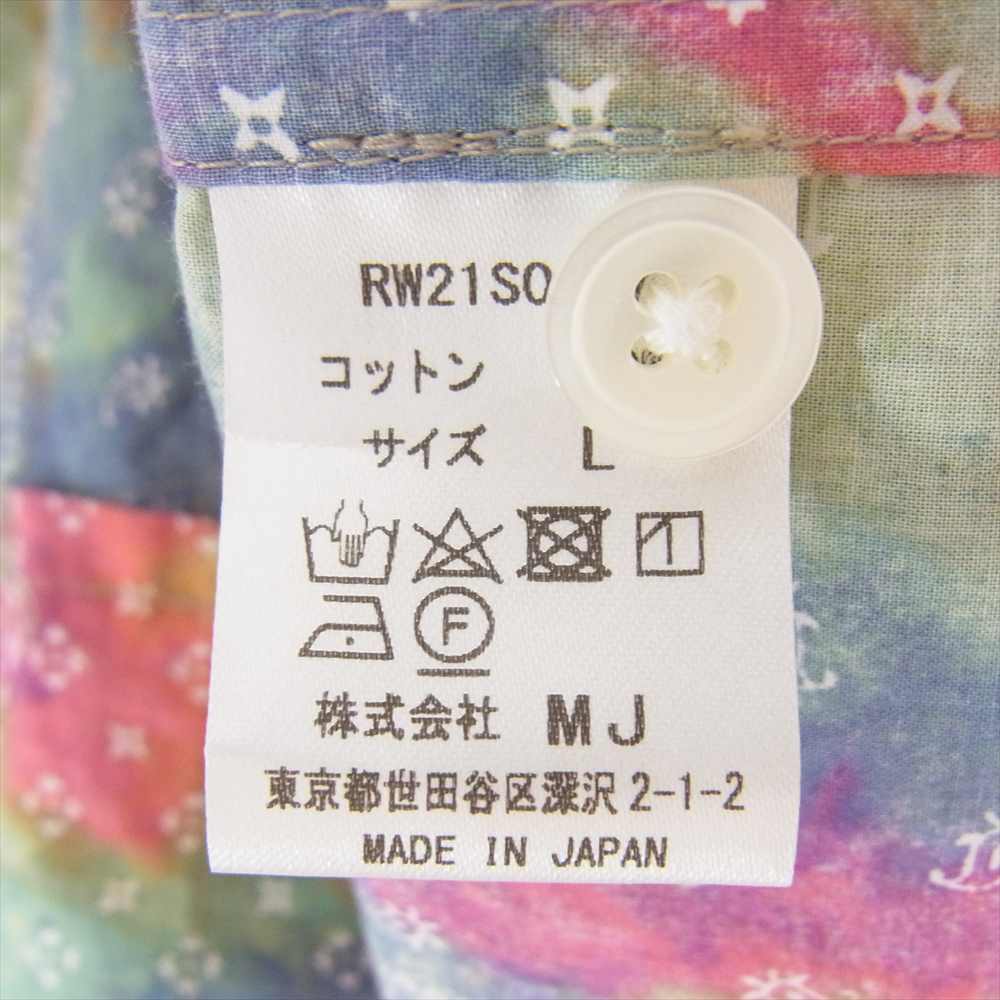 RW21SO
コットン
サイズ L
F
株式会社 MJ
東京都世田谷区深沢2-1-2
MADE IN JAPAN